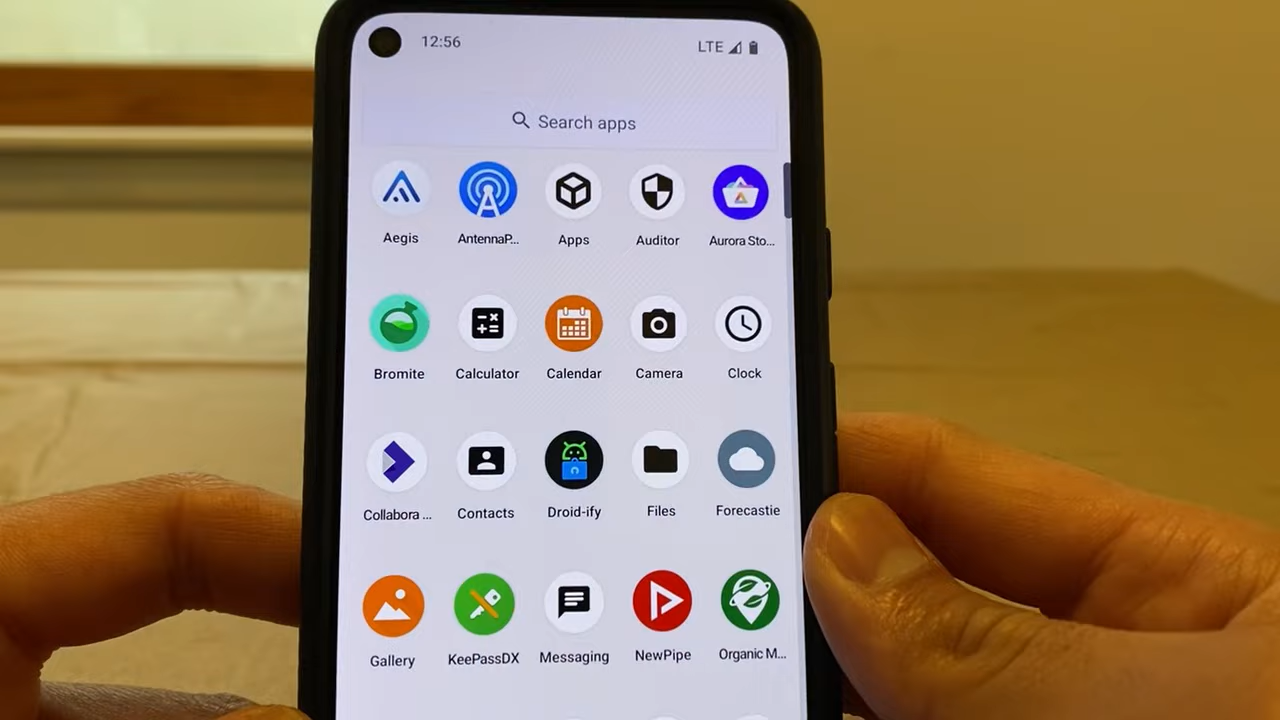 12:56 LTE
Search apps
Aegis AntennaP... Apps Auditor Aurora Sto...
Bromite Calculator Calendar Camera Clock
Collabora ... Contacts Droid-ify Files Forecastie
Gallery KeePassDX Messaging NewPipe Organic M...